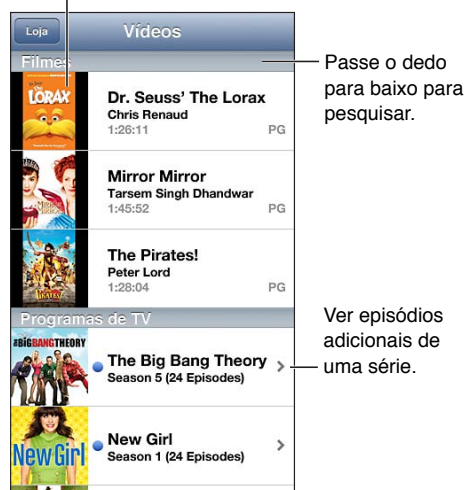 Loja
Vídeos
Filmes
Passe o dedo
para baixo para
pesquisar.
THE LORAX
Dr. Seuss' The Lorax
Chris Renaud
1:26:11 PG
Mirror Mirror
Tarsem Singh Dhandwar
1:45:52 PG
The Pirates!
Peter Lord
1:28:04 PG
Programas de TV
Ver episódios
adicionais de
uma série.
BIG BANG THEORY
The Big Bang Theory
Season 5 (24 Episodes)
New Girl
New Girl
Season 1 (24 Episodes)